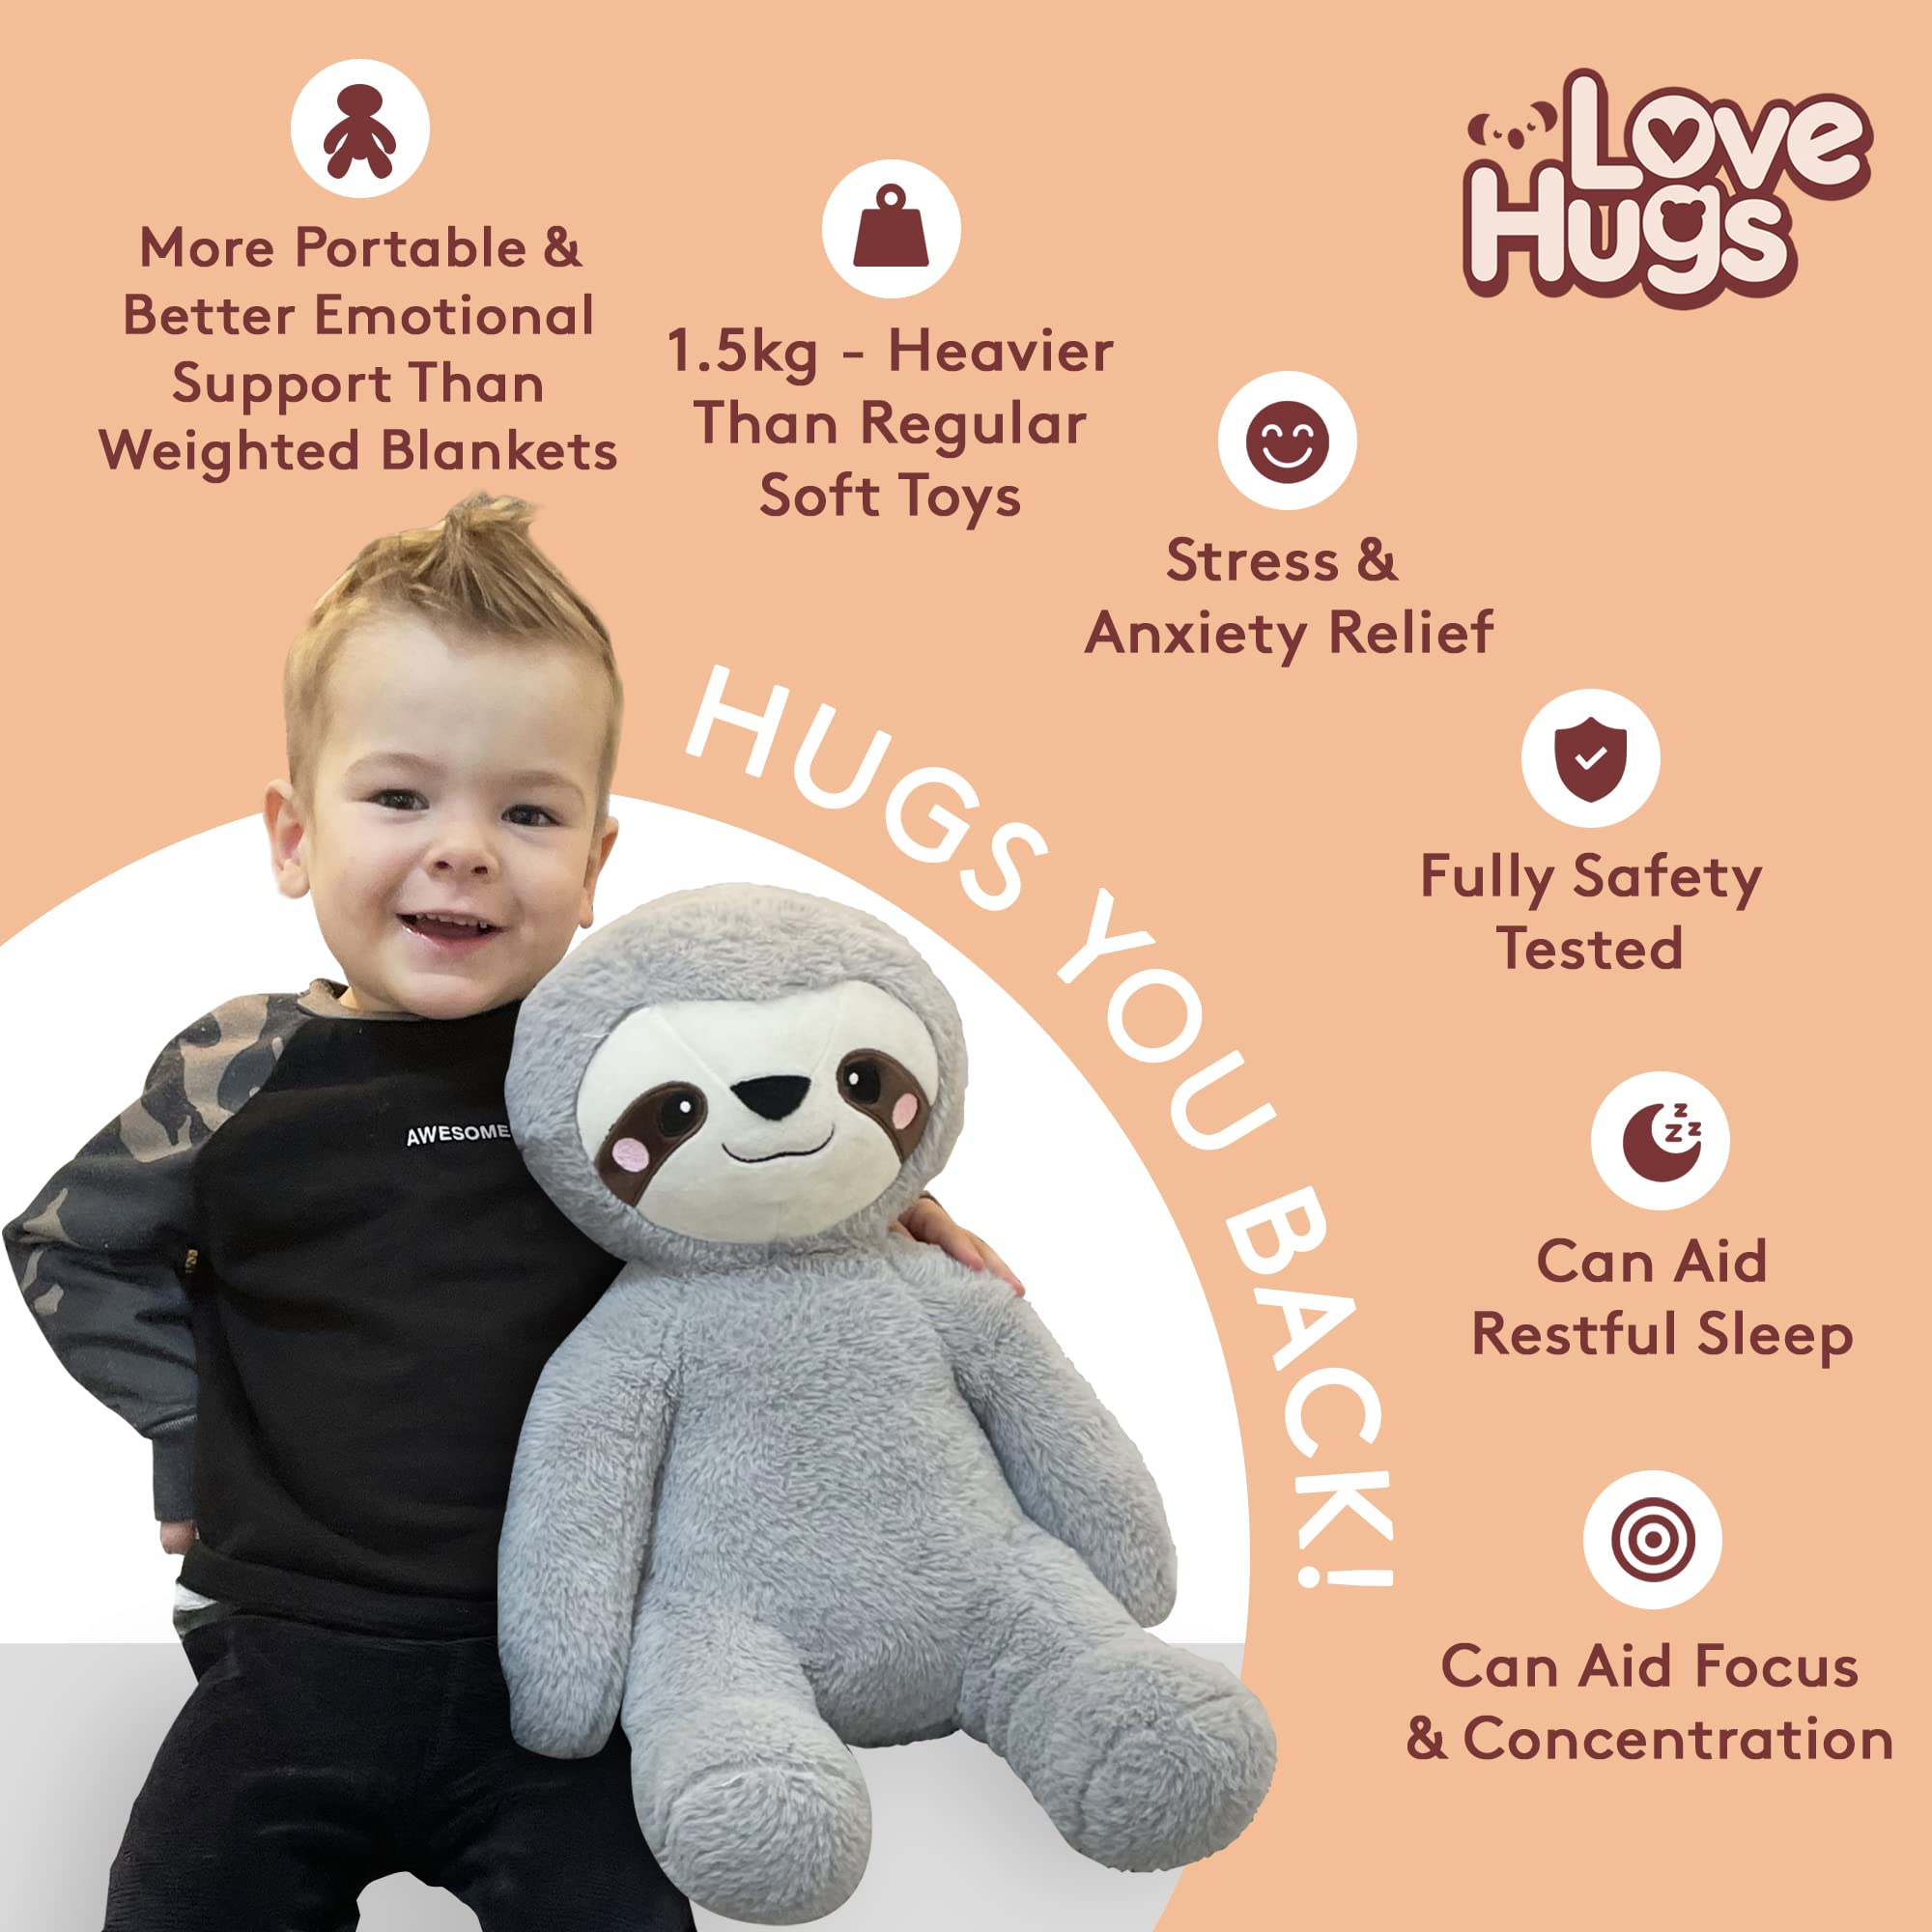 Love
Hugs
More Portable &
Better Emotional
Support Than
Weighted Blankets
1.5kg - Heavier
Than Regular
Soft Toys
Stress &
Anxiety Relief
Fully Safety
Tested
Can Aid
Restful Sleep
Can Aid Focus
& Concentration
HUGS YOU BACK!
AWESOME
z
z z